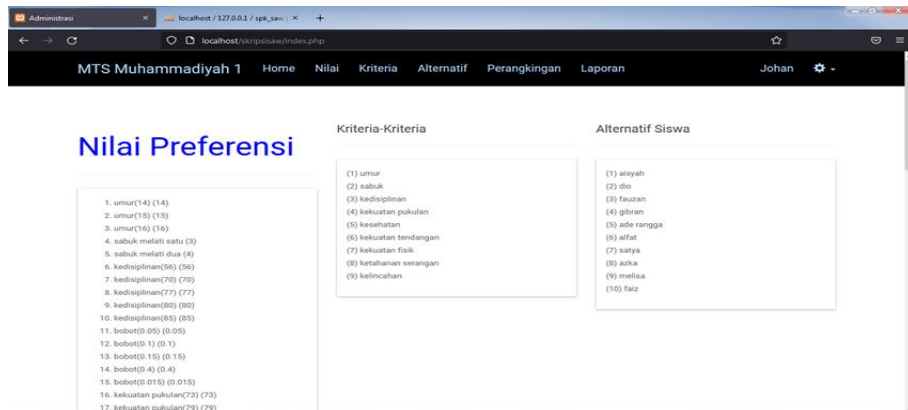 Administrasi
localhost / 127.0.0.1 / spk_saw |
localhost/skripsisaw/index.php
MTS Muhammadiyah 1 Home Nilai Kriteria Alternatif Perangkingan Laporan Johan
Nilai Preferensi
1. umur(14) (14)
2. umur(15) (15)
3. umur(16) (16)
4. sabuk melati satu (3)
5. sabuk melati dua (4)
6. kedisiplinan(56) (56)
7. kedisiplinan(70) (70)
8. kedisiplinan(77) (77)
9. kedisiplinan(80) (80)
10. kedisiplinan(85) (85)
11. bobot(0.05) (0.05)
12. bobot(0.1) (0.1)
13. bobot(0.15) (0.15)
14. bobot(0.4) (0.4)
15. bobot(0.015) (0.015)
16. kekuatan pukulan(73) (73)
17. kekuatan pukulan(79) (79)
Kriteria-Kriteria
(1) umur
(2) sabuk
(3) kedisiplinan
(4) kekuatan pukulan
(5) kesehatan
(6) kekuatan tendangan
(7) kekuatan fisik
(8) ketahanan serangan
(9) kelincahan
Alternatif Siswa
(1) aisyah
(2) dio
(3) fauzan
(4) gibran
(5) ade rangga
(6) alfat
(7) satya
(8) azka
(9) melisa
(10) faiz